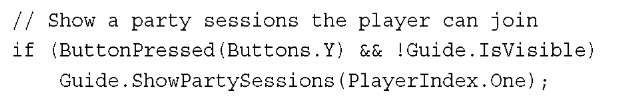 // Show a party sessions the player can join
if (ButtonPressed(Buttons.Y) && !Guide.IsVisible)
    Guide.ShowPartySessions(PlayerIndex.One);